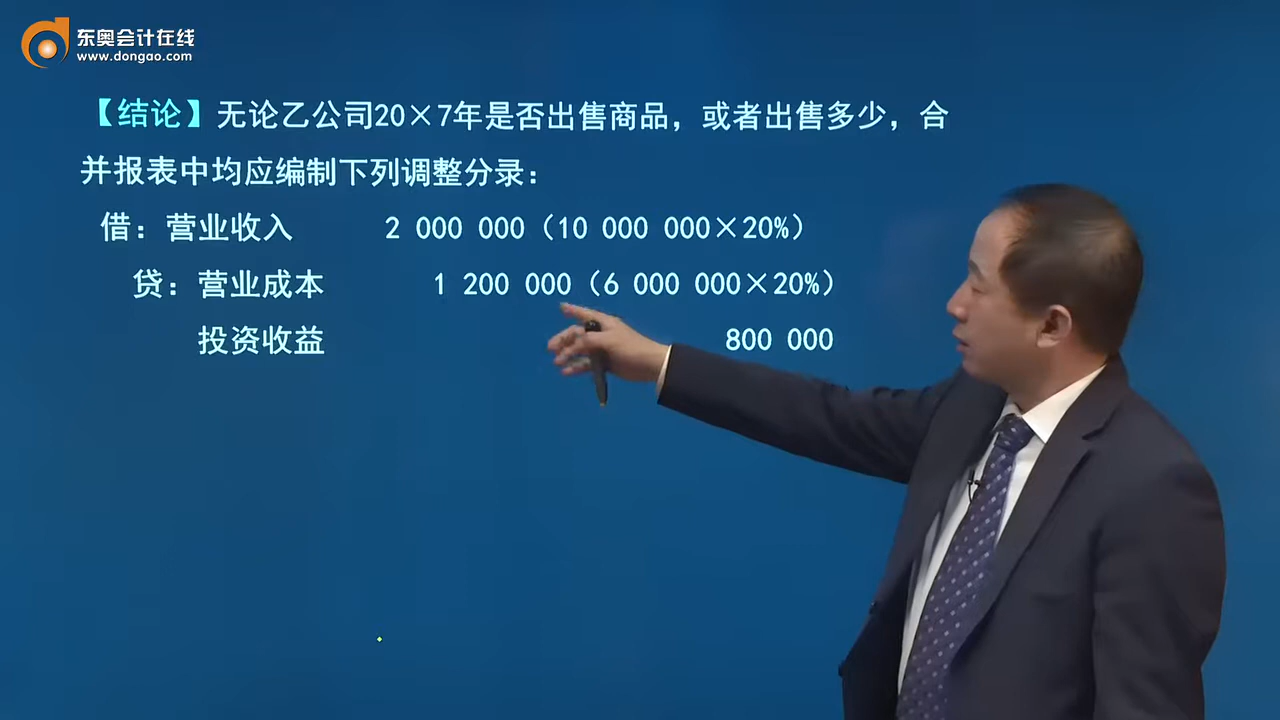 东奥会计在线
www.dongao.com
【结论】无论乙公司20×7年是否出售商品，或者出售多少，合
并报表中均应编制下列调整分录：
借：营业收入 2 000 000（10 000 000×20%）
贷：营业成本 1 200 000（6 000 000×20%）
投资收益 800 000